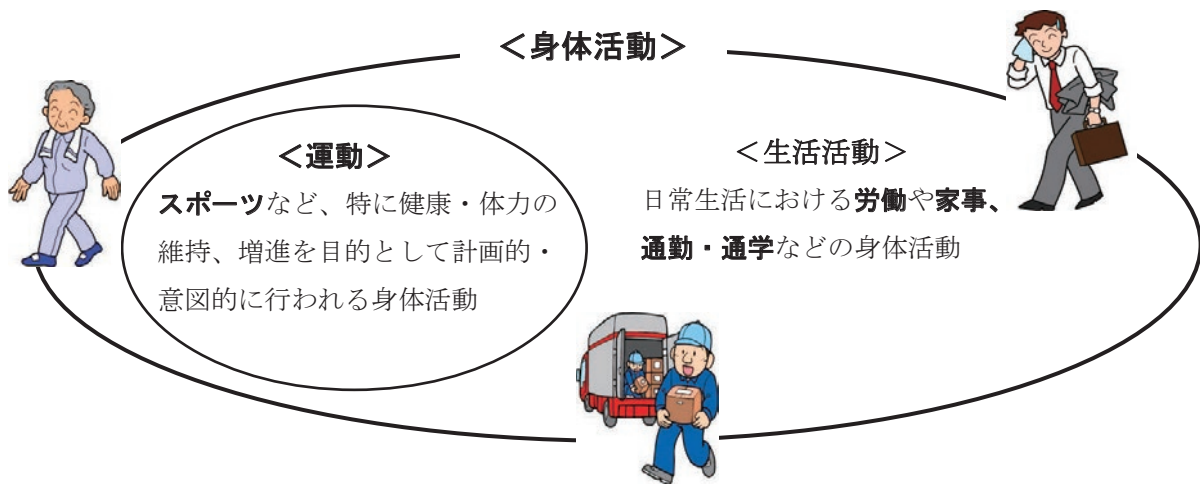 ＜身体活動＞
＜運動＞
スポーツなど、特に健康・体力の
維持、増進を目的として計画的・
意図的に行われる身体活動
＜生活活動＞
日常生活における労働や家事、
通勤・通学などの身体活動